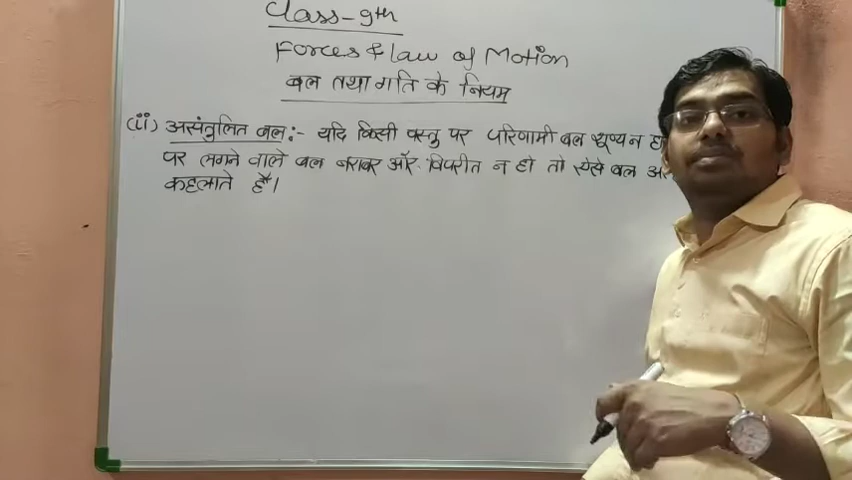 Class-9th
Forces & law of Motion
बल तथा गति के नियम
(ii) असंतुलित बल:- यदि किसी वस्तु पर परिणामी बल शून्य न
पर लगने वाले बल बराबर और विपरीत न हो तो ऐसे बल
कहलाते हैं।